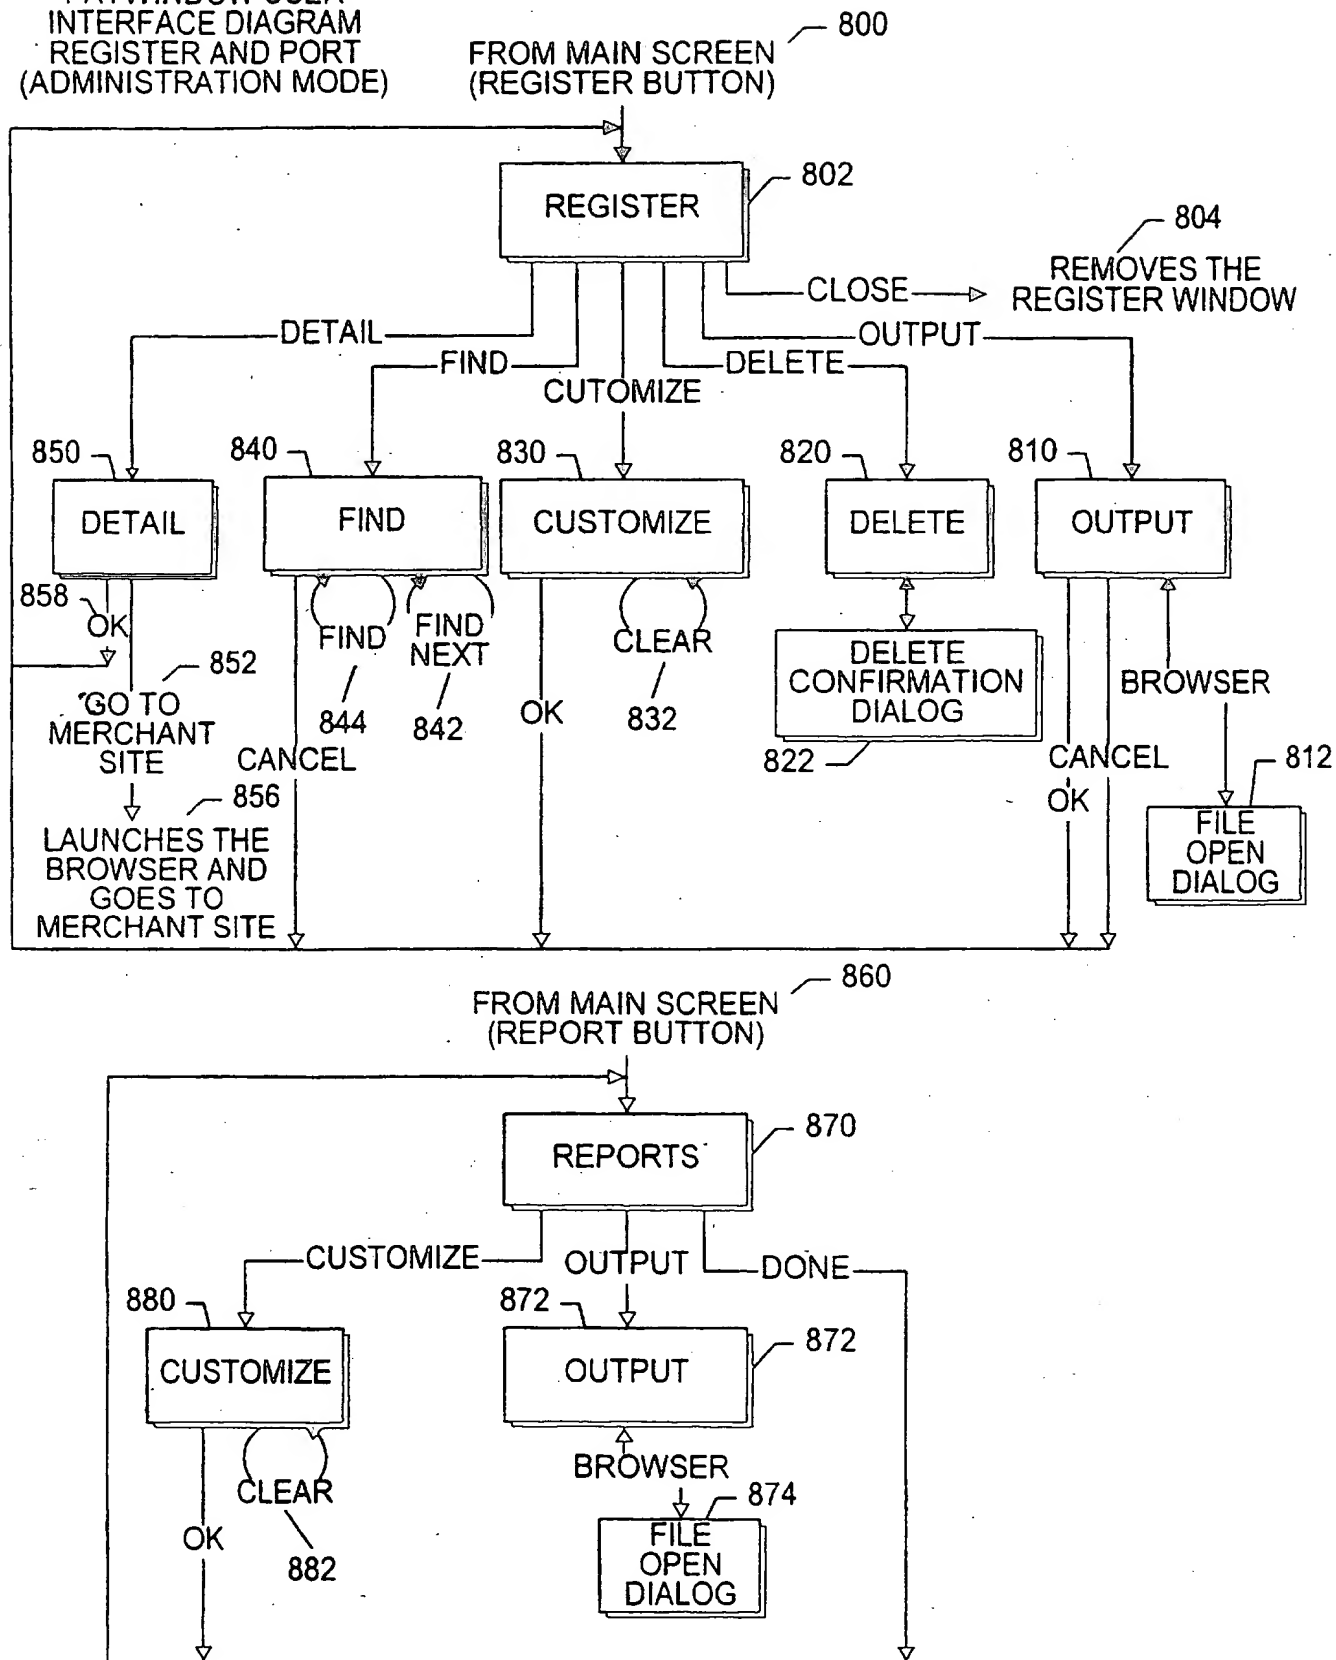 INTERFACE DIAGRAM
REGISTER AND PORT
(ADMINISTRATION MODE)
800
FROM MAIN SCREEN
(REGISTER BUTTON)
802
REGISTER
804
REMOVES THE
REGISTER WINDOW
CLOSE
DETAIL
OUTPUT
FIND
DELETE
CUTOMIZE
850
840
830
820
810
DETAIL
FIND
CUSTOMIZE
DELETE
OUTPUT
858
OK
FIND
FIND
NEXT
CLEAR
DELETE
CONFIRMATION
DIALOG
BROWSER
852
GO TO
MERCHANT
SITE
844
842
OK
832
822
CANCEL
CANCEL
812
856
OK
LAUNCHES THE
BROWSER AND
GOES TO
MERCHANT SITE
FILE
OPEN
DIALOG
860
FROM MAIN SCREEN
(REPORT BUTTON)
870
REPORTS
CUSTOMIZE
OUTPUT
DONE
880
872
872
CUSTOMIZE
OUTPUT
BROWSER
CLEAR
874
OK
882
FILE
OPEN
DIALOG